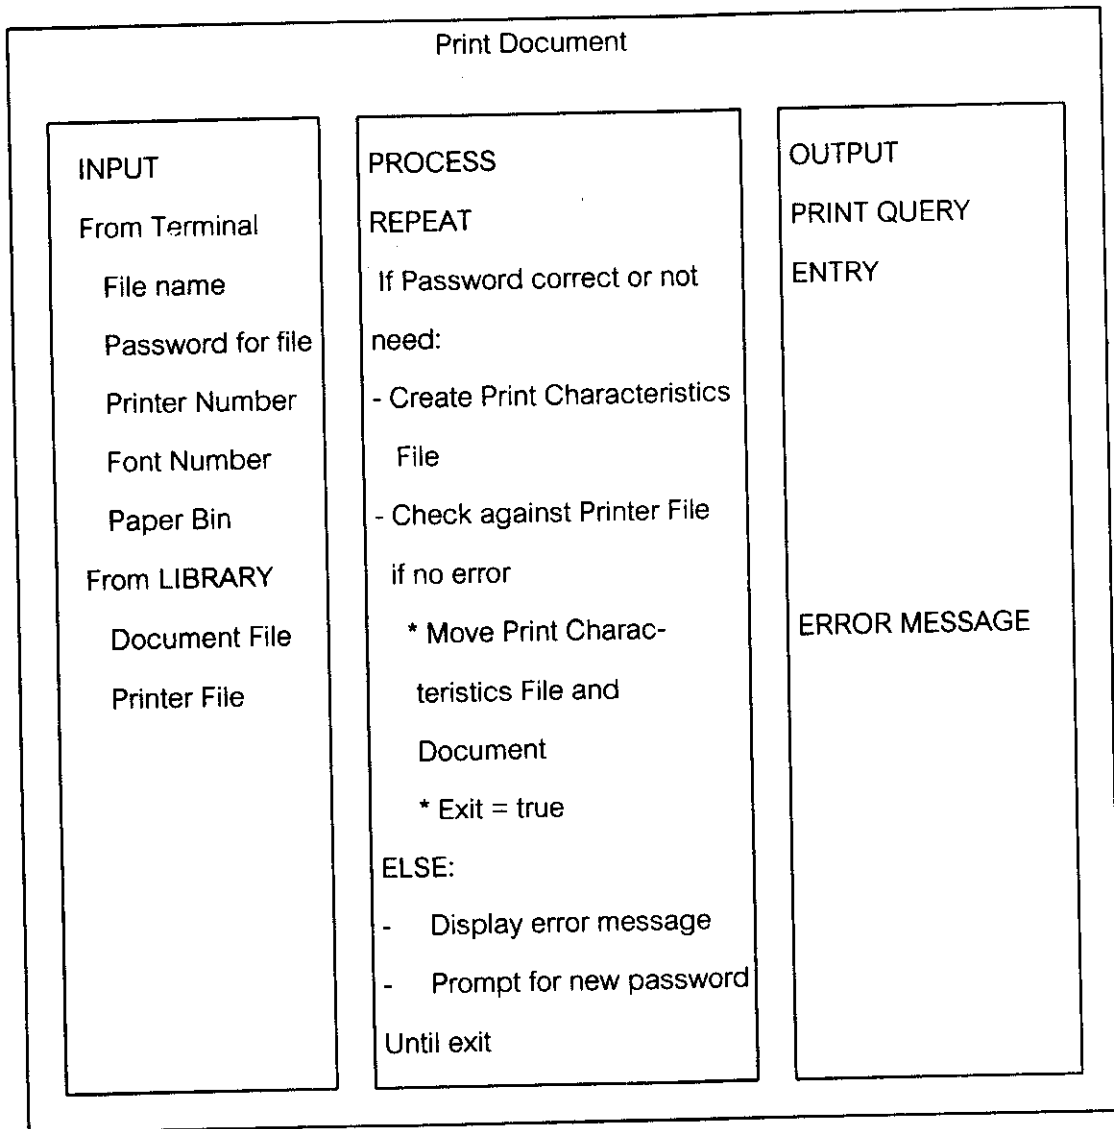 Print Document
INPUT
From Terminal
File name
Password for file
Printer Number
Font Number
Paper Bin
From LIBRARY
Document File
Printer File
PROCESS
REPEAT
If Password correct or not
need:
- Create Print Characteristics
File
- Check against Printer File
if no error
* Move Print Charac-
teristics File and
Document
* Exit = true
ELSE:
- Display error message
- Prompt for new password
Until exit
OUTPUT
PRINT QUERY
ENTRY
ERROR MESSAGE